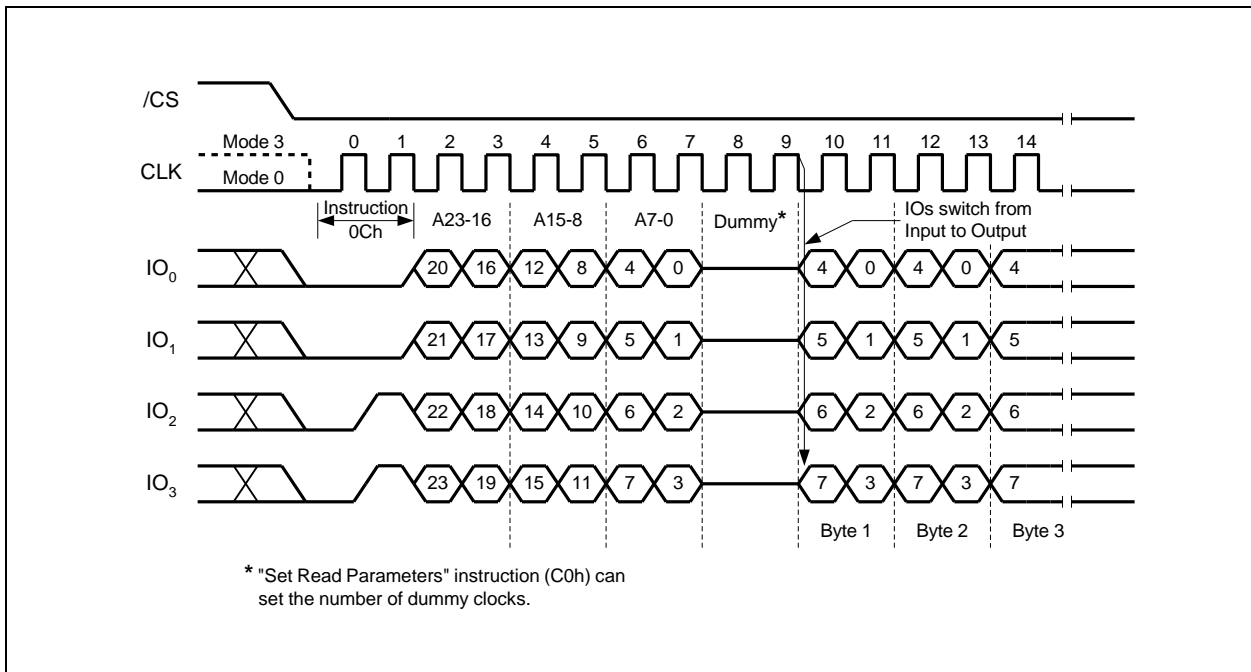 /CS
Mode 3 0 1 2 3 4 5 6 7 8 9 10 11 12 13 14
CLK
Mode 0
Instruction
0Ch
A23-16 A15-8 A7-0 Dummy*
IOs switch from
Input to Output
IO0 20 16 12 8 4 0 4 0 4 0 4
IO1 21 17 13 9 5 1 5 1 5 1 5
IO2 22 18 14 10 6 2 6 2 6 2 6
IO3 23 19 15 11 7 3 7 3 7 3 7
Byte 1 Byte 2 Byte 3
* "Set Read Parameters" instruction (C0h) can
set the number of dummy clocks.